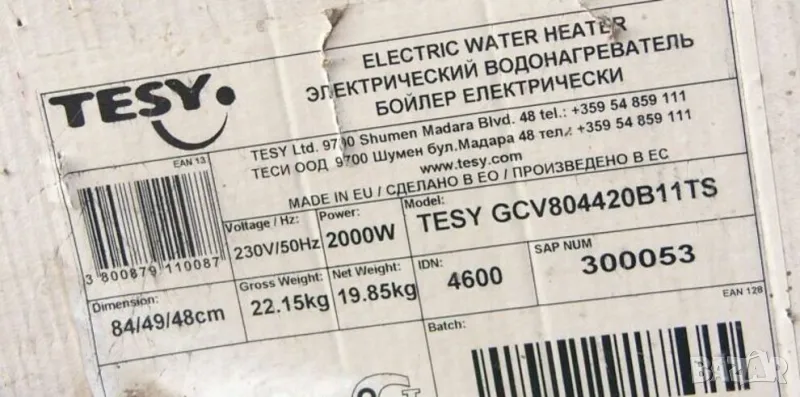 TESY
ELECTRIC WATER HEATER
ЭЛЕКТРИЧЕСКИЙ ВОДОНАГРЕВАТЕЛЬ
БОЙЛЕР ЕЛЕКТРИЧЕСКИ
TESY Ltd. 9700 Shumen Madara Blvd. 48 tel.: +359 54 859 111
ТЕСИ ООД 9700 Шумен бул.Мадара 48 тел.: +359 54 859 111
www.tesy.com
MADE IN EU / СДЕЛАНО В ЕО / ПРОИЗВЕДЕНО В ЕС
EAN 13
3 800879 110087
Voltage / Hz:
230V/50Hz
Power:
2000W
Model:
TESY GCV804420B11TS
Dimension:
84/49/48cm
Gross Weight:
22.15kg
Net Weight:
19.85kg
IDN:
4600
SAP NUM
300053
EAN 128
Batch:
БАZАР